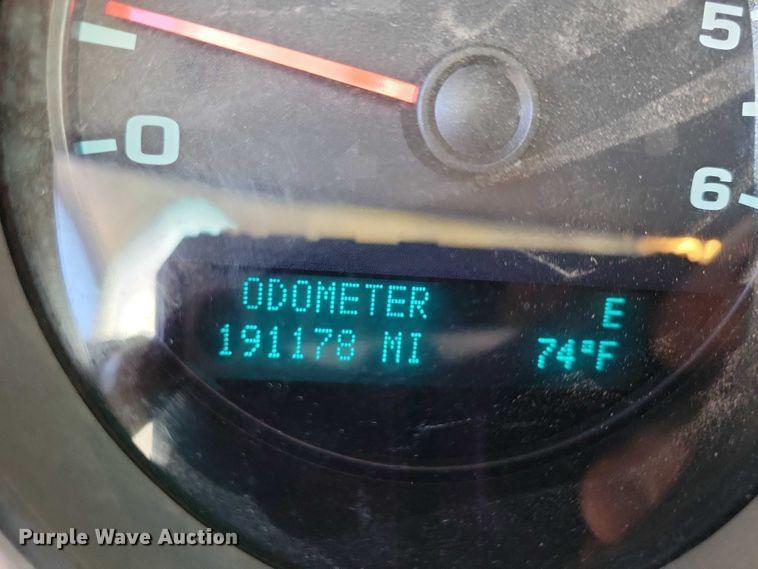 5
0
6
ODOMETER E
191178 MI 74°F
Purple Wave Auction